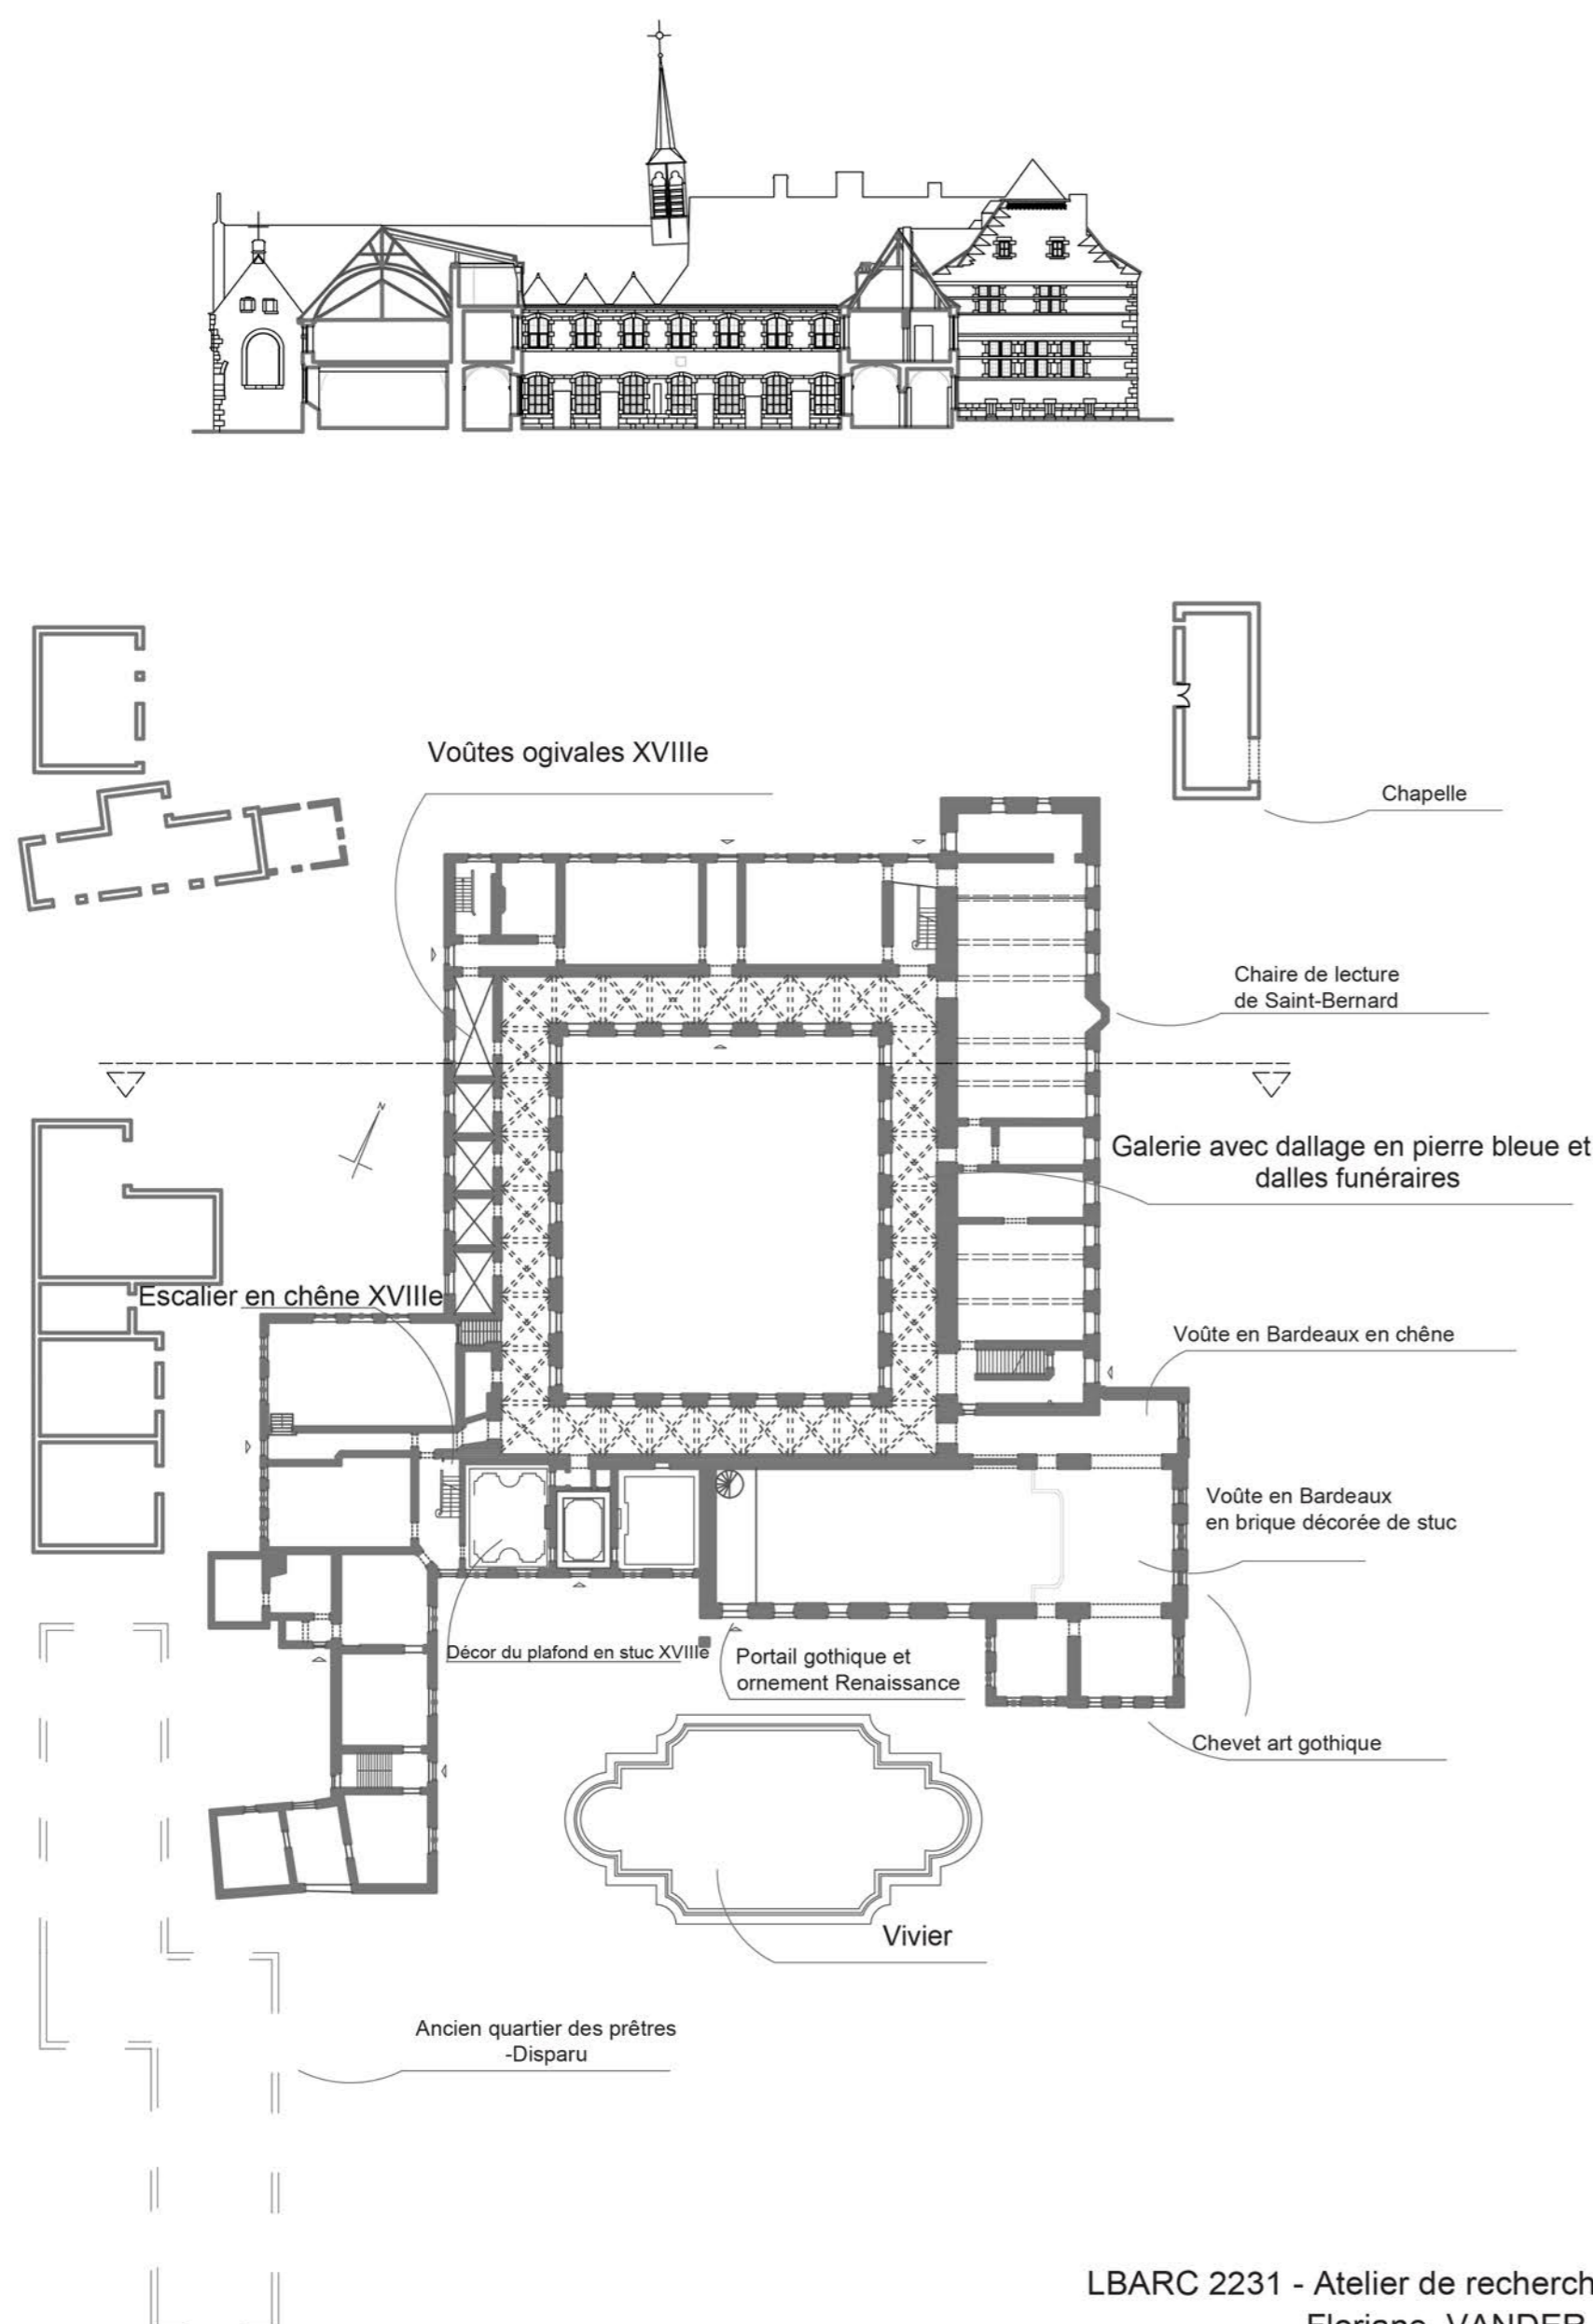 Voûtes ogivales XVIIIe
Chapelle
Chaire de lecture
de Saint-Bernard
N
Galerie avec dallage en pierre bleue et
dalles funéraires
Escalier en chêne XVIIIe
Voûte en Bardeaux en chêne
Voûte en Bardeaux
en brique décorée de stuc
Décor du plafond en stuc XVIIIe
Portail gothique et
ornement Renaissance
Chevet art gothique
Vivier
Ancien quartier des prêtres
-Disparu
LBARC 2231 - Atelier de recherch